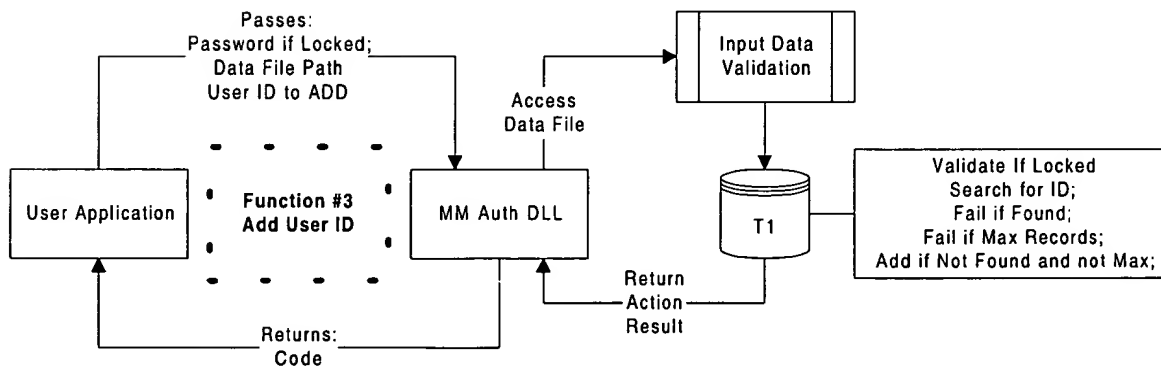 Passes:
Password if Locked;
Data File Path
User ID to ADD
Input Data
Validation
Access
Data File
User Application
Function #3
Add User ID
MM Auth DLL
T1
Validate If Locked
Search for ID;
Fail if Found;
Fail if Max Records;
Add if Not Found and not Max;
Return
Action
Result
Returns:
Code